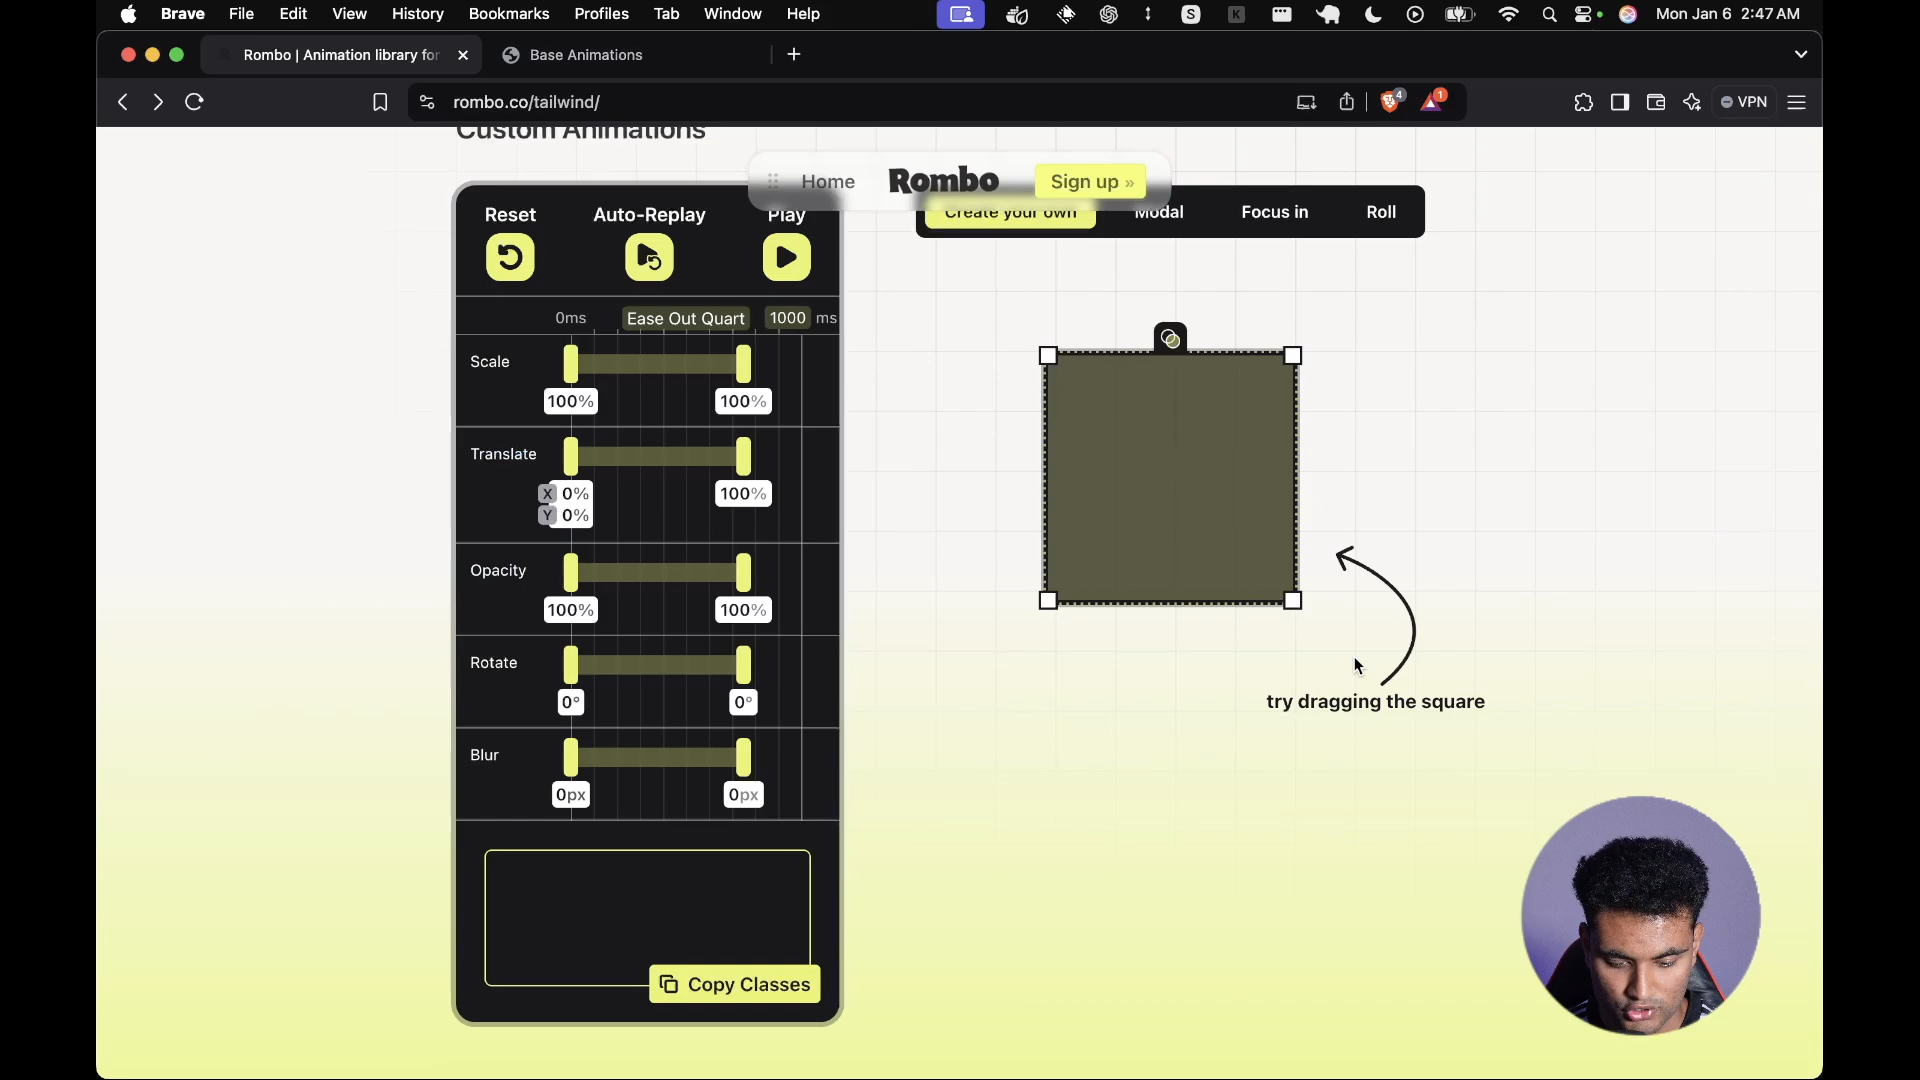 Brave File Edit View History Bookmarks Profiles Tab Window Help
S K Mon Jan 6 2:47 AM
Rombo | Animation library for
Base Animations
rombo.co/tailwind/
4 1
VPN
Custom Animations
Home Rombo Sign up »
Reset Auto-Replay Play
Create your own Modal Focus in Roll
0ms Ease Out Quart 1000 ms
Scale
100% 100%
Translate
X 0% 100%
Y 0%
Opacity
100% 100%
Rotate
0° 0°
Blur
0px 0px
Copy Classes
try dragging the square